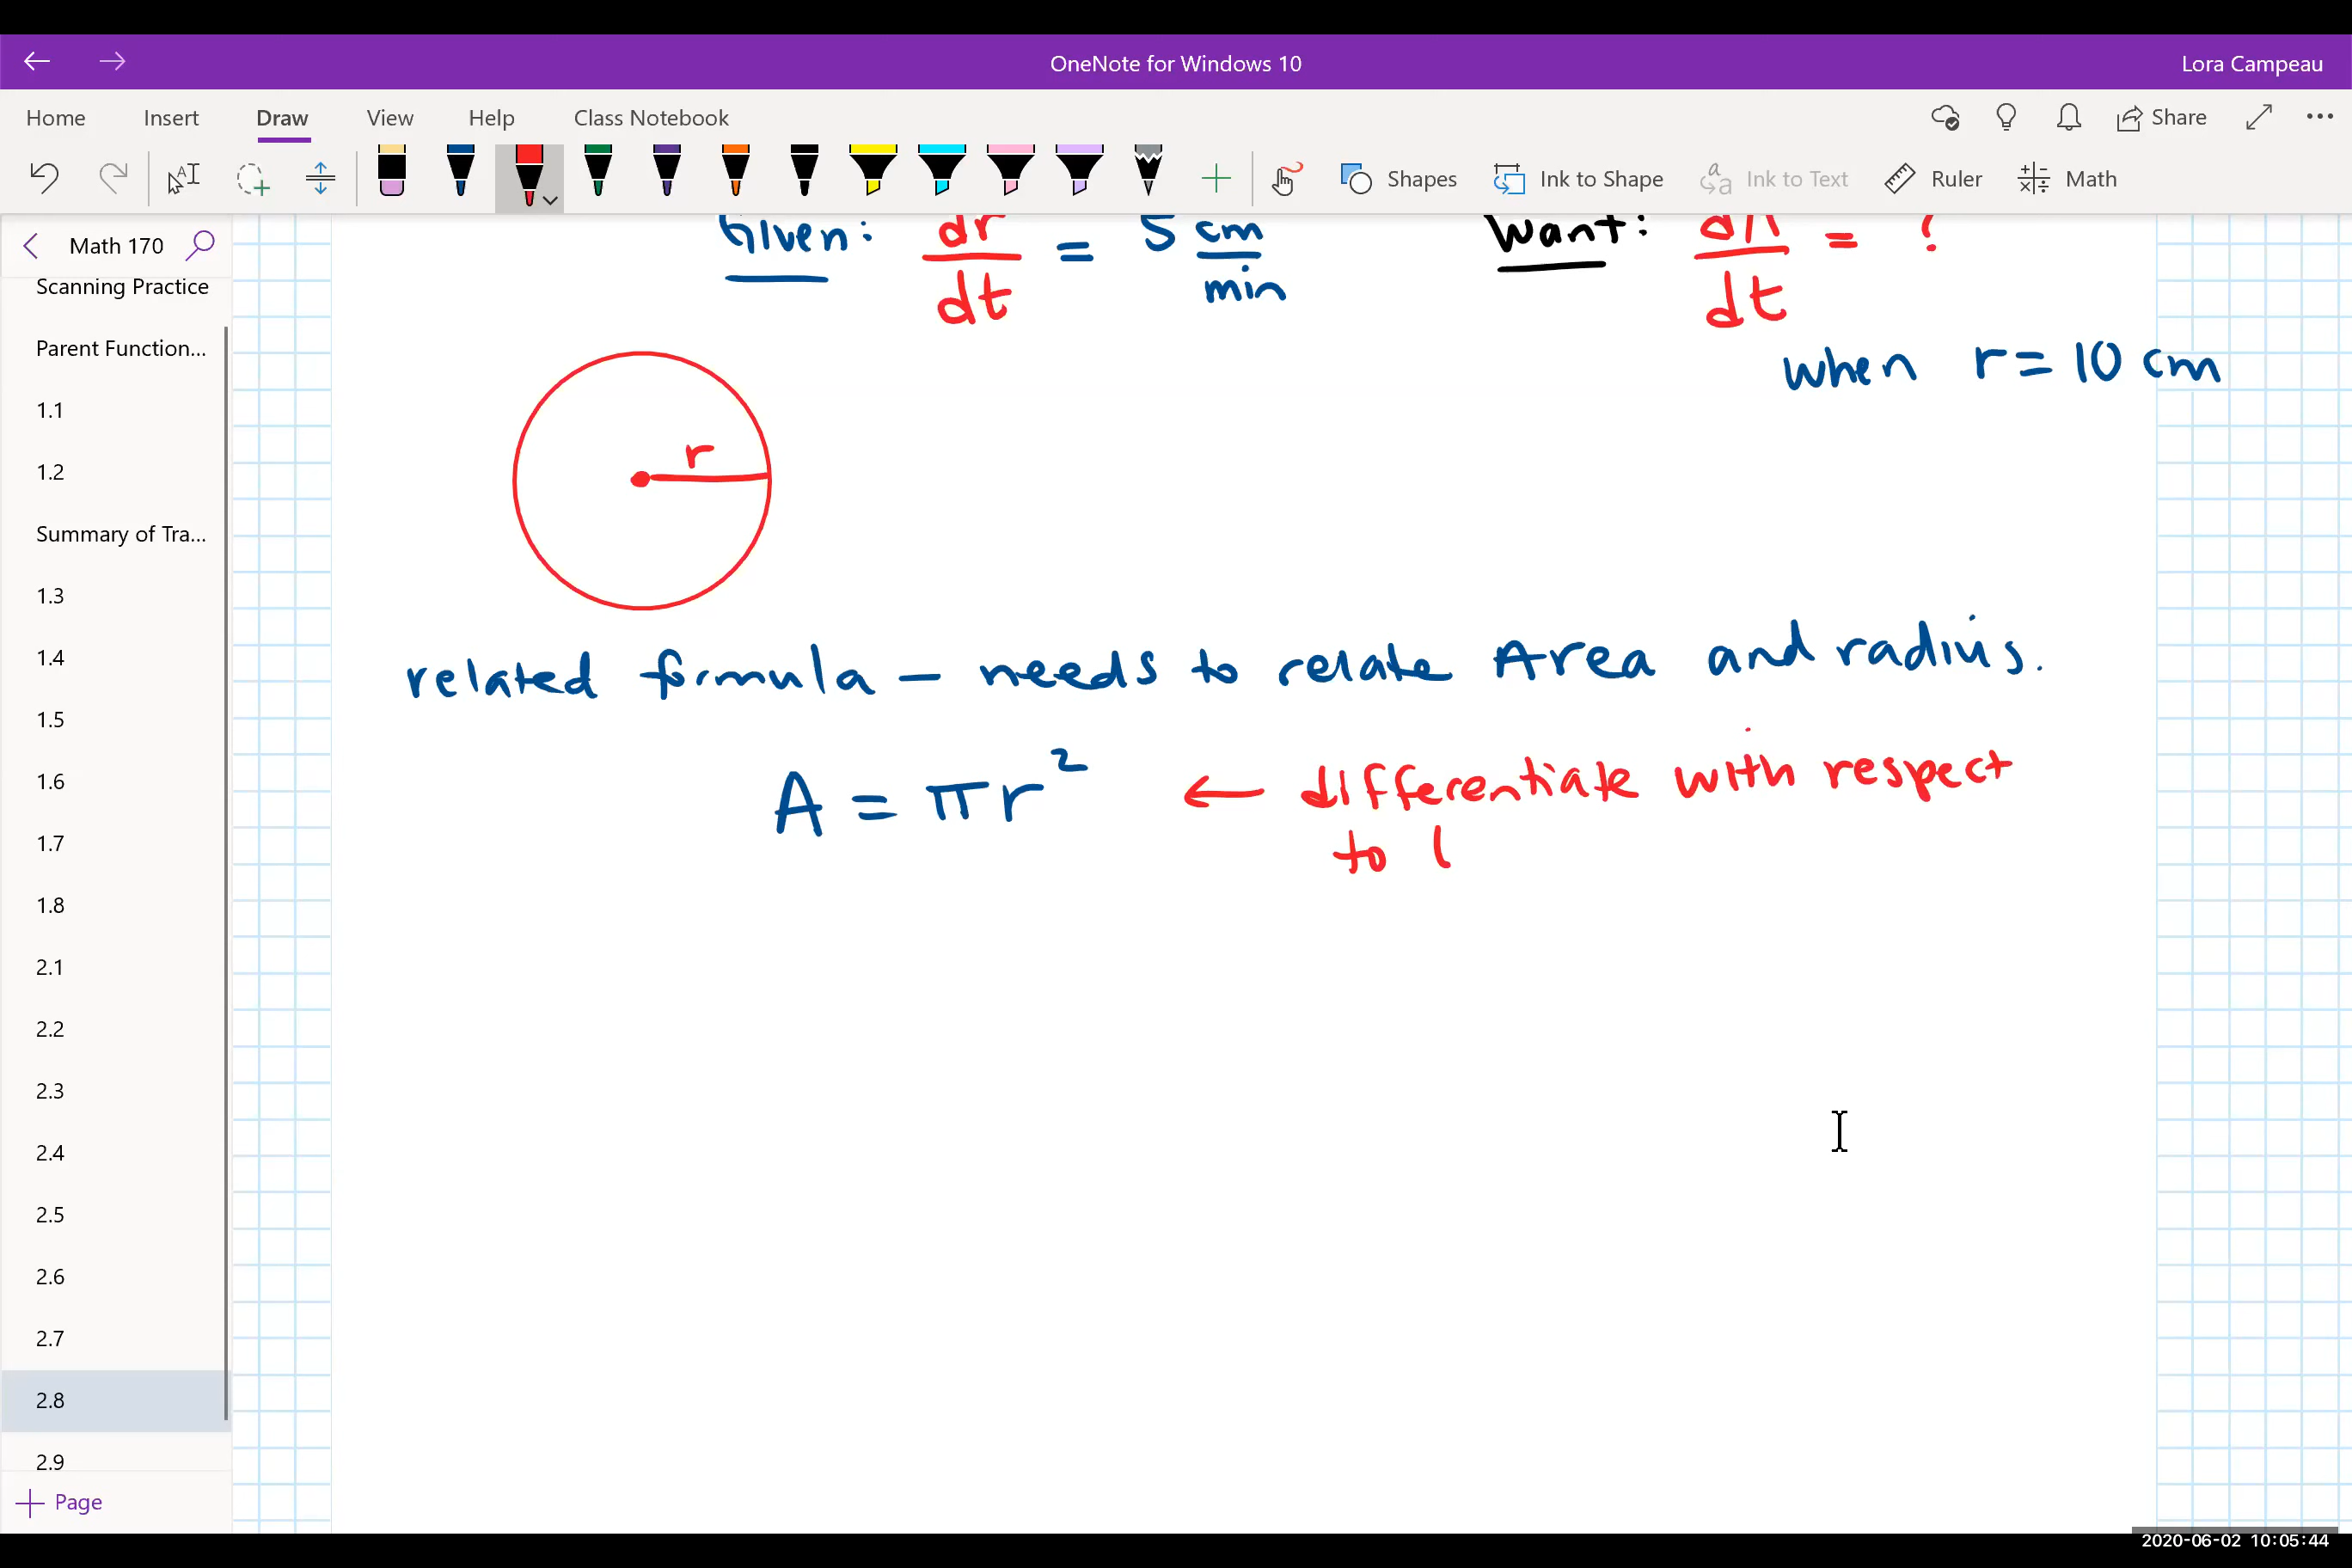 OneNote for Windows 10
Lora Campeau
Home Insert Draw View Help Class Notebook Share
Shapes Ink to Shape Ink to Text Ruler Math
Math 170
Scanning Practice
Parent Function...
1.1
1.2
Summary of Tra...
1.3
1.4
1.5
1.6
1.7
1.8
2.1
2.2
2.3
2.4
2.5
2.6
2.7
2.8
2.9
Page
Given: dr/dt = 5 cm/min Want: dA/dt = ?
when r = 10 cm
r
related formula – needs to relate Area and radius.
A = πr² ← differentiate with respect
to
2020-06-02 10:05:44